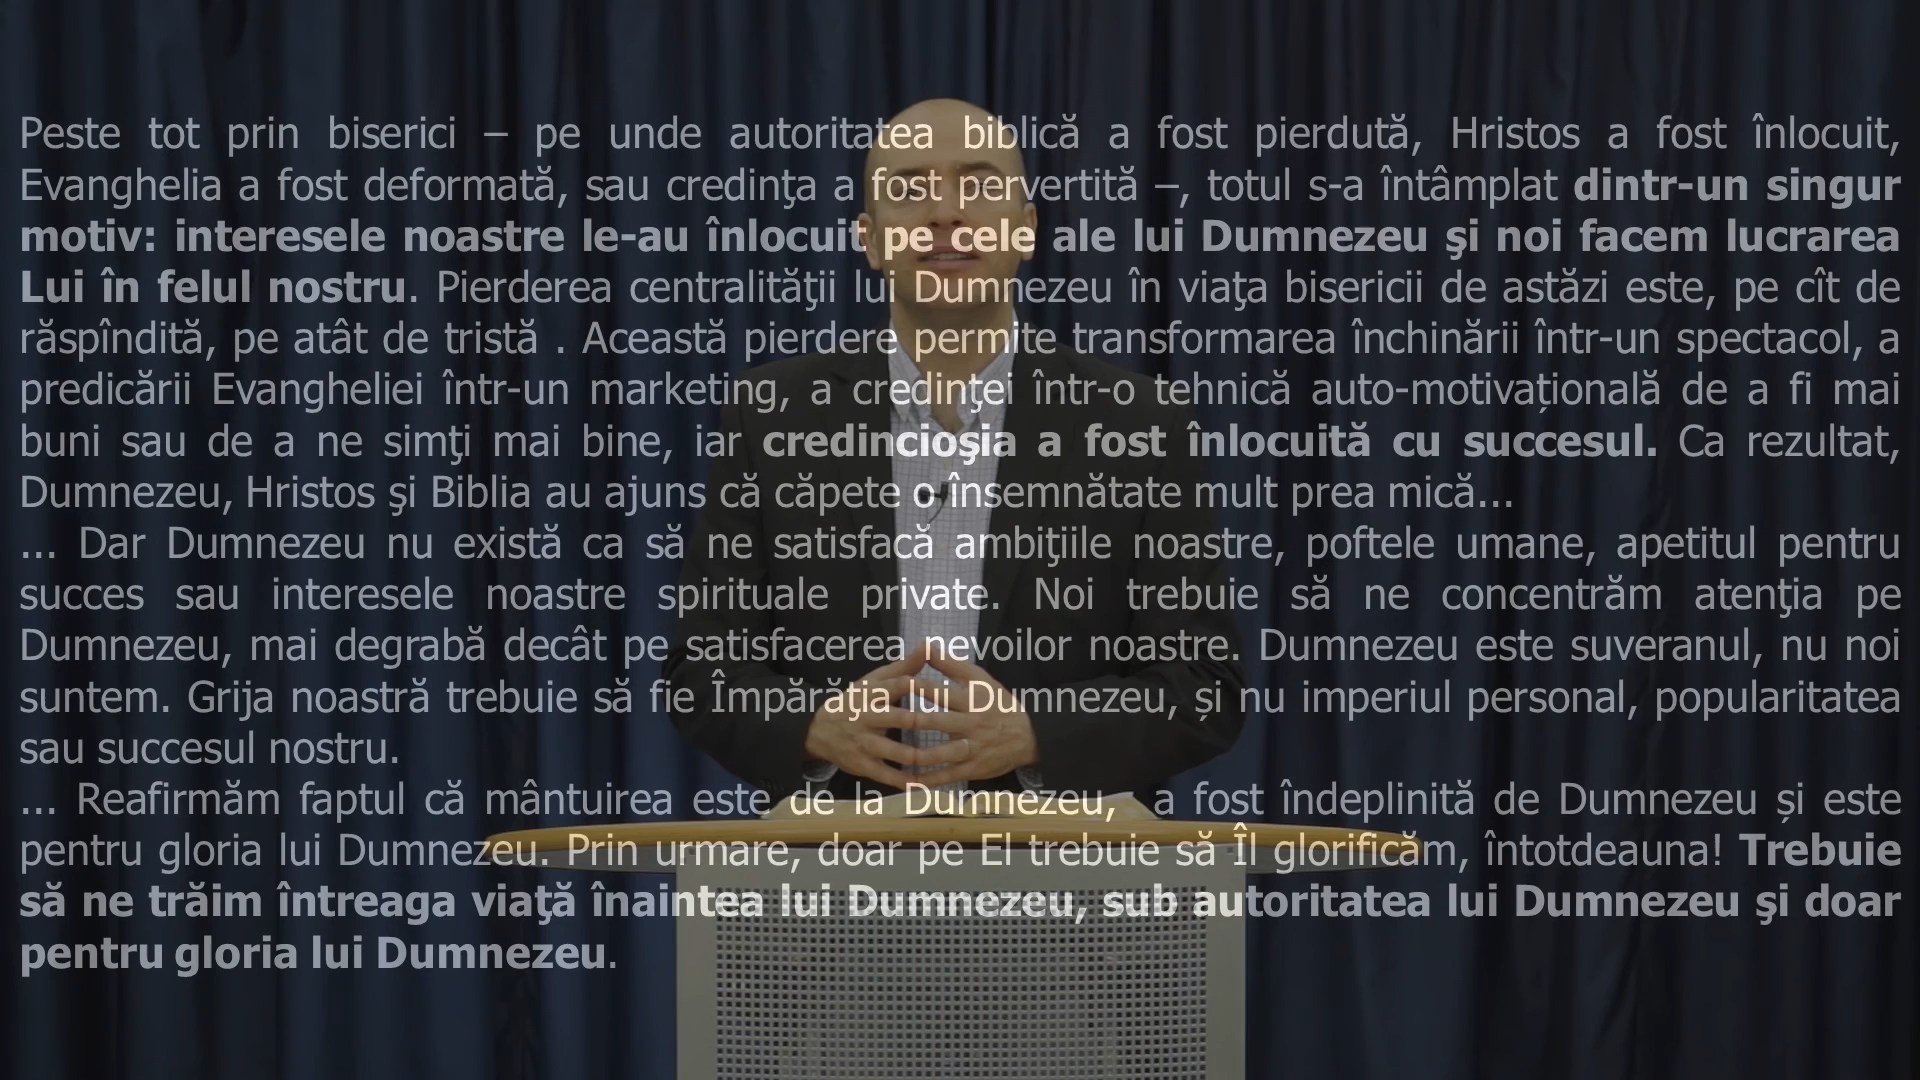 Peste tot prin biserici – pe unde autoritatea biblică a fost pierdută, Hristos a fost înlocuit,
Evanghelia a fost deformată, sau credinţa a fost pervertită –, totul s-a întâmplat dintr-un singur
motiv: interesele noastre le-au înlocuit pe cele ale lui Dumnezeu şi noi facem lucrarea
Lui în felul nostru. Pierderea centralităţii lui Dumnezeu în viaţa bisericii de astăzi este, pe cît de
răspîndită, pe atât de tristă . Această pierdere permite transformarea închinării într-un spectacol, a
predicării Evangheliei într-un marketing, a credinţei într-o tehnică auto-motivațională de a fi mai
buni sau de a ne simţi mai bine, iar credincioşia a fost înlocuită cu succesul. Ca rezultat,
Dumnezeu, Hristos şi Biblia au ajuns că căpete o însemnătate mult prea mică...
... Dar Dumnezeu nu există ca să ne satisfacă ambiţiile noastre, poftele umane, apetitul pentru
succes sau interesele noastre spirituale private. Noi trebuie să ne concentrăm atenţia pe
Dumnezeu, mai degrabă decât pe satisfacerea nevoilor noastre. Dumnezeu este suveranul, nu noi
suntem. Grija noastră trebuie să fie Împărăţia lui Dumnezeu, și nu imperiul personal, popularitatea
sau succesul nostru.
... Reafirmăm faptul că mântuirea este de la Dumnezeu, a fost îndeplinită de Dumnezeu și este
pentru gloria lui Dumnezeu. Prin urmare, doar pe El trebuie să Îl glorificăm, întotdeauna! Trebuie
să ne trăim întreaga viaţă înaintea lui Dumnezeu, sub autoritatea lui Dumnezeu şi doar
pentru gloria lui Dumnezeu.